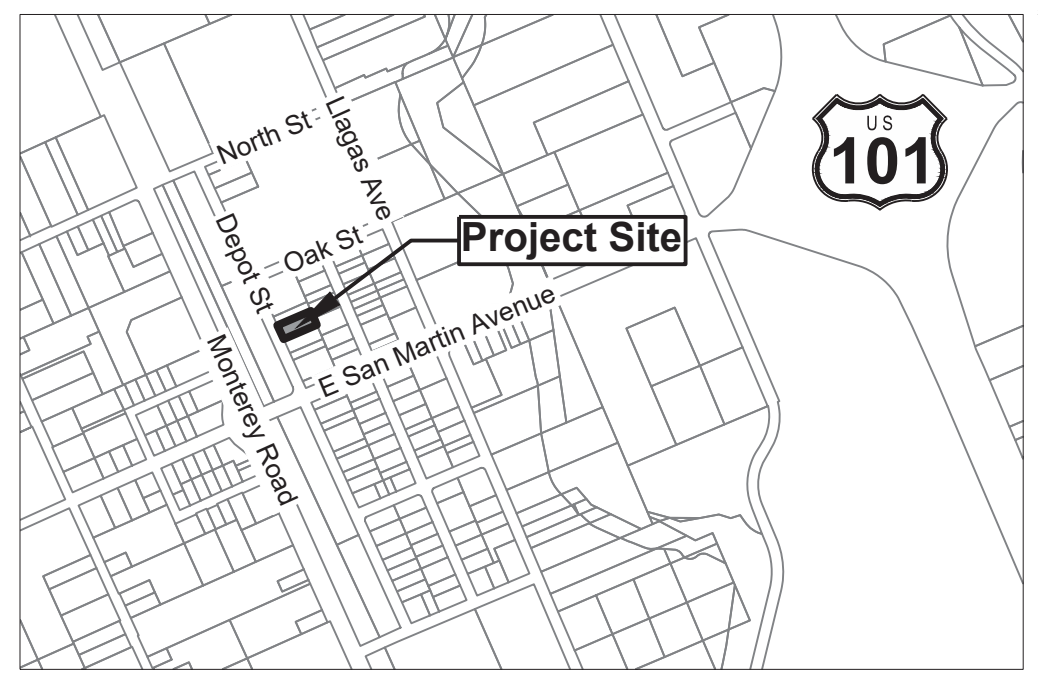 North St
Llagas Ave
US
101
Depot St
Oak St
Project Site
E San Martin Avenue
Monterey Road